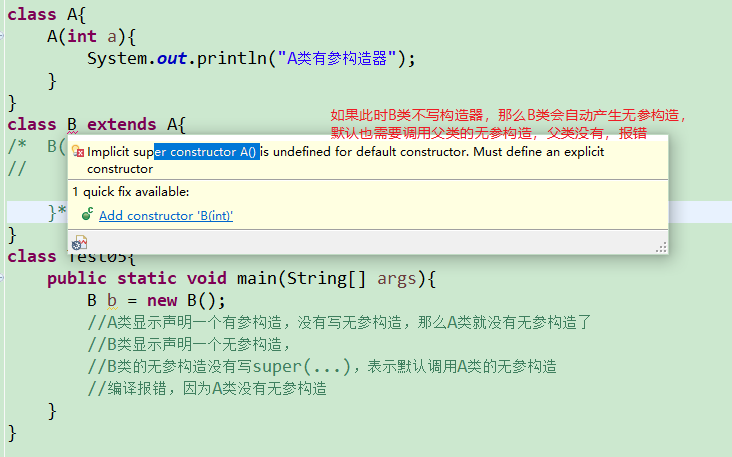 class A{
A(int a){
System.out.println("A类有参构造器");
}
}
如果此时B类不写构造器，那么B类会自动产生无参构造，
class B extends A{
默认也需要调用父类的无参构造，父类没有，报错
/* B(
Implicit super constructor A() is undefined for default constructor. Must define an explicit
constructor
//
1 quick fix available:
}*
Add constructor 'B(int)'
}
class Test05{
public static void main(String[] args){
B b = new B();
//A类显示声明一个有参构造，没有写无参构造，那么A类就没有无参构造了
//B类显示声明一个无参构造，
//B类的无参构造没有写super(...)，表示默认调用A类的无参构造
//编译报错，因为A类没有无参构造
}
}